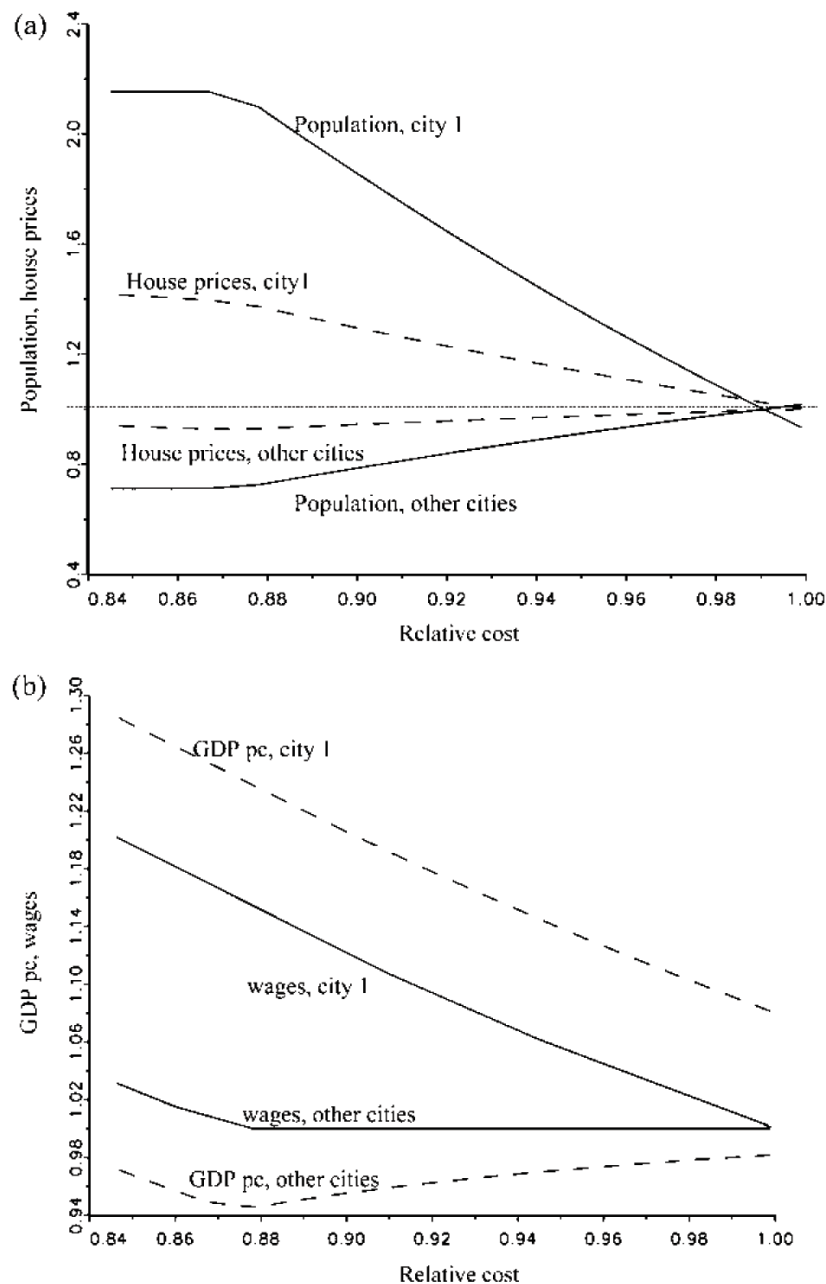 (a)
Population, house prices
2.4
2.0
1.6
1.2
0.8
0.4
Population, city 1
House prices, city1
House prices, other cities
Population, other cities
0.84 0.86 0.88 0.90 0.92 0.94 0.96 0.98 1.00
Relative cost
(b)
GDP pc, wages
1.30
1.26
1.22
1.18
1.14
1.10
1.06
1.02
0.98
0.94
GDP pc, city 1
wages, city 1
wages, other cities
GDP pc, other cities
0.84 0.86 0.88 0.90 0.92 0.94 0.96 0.98 1.00
Relative cost